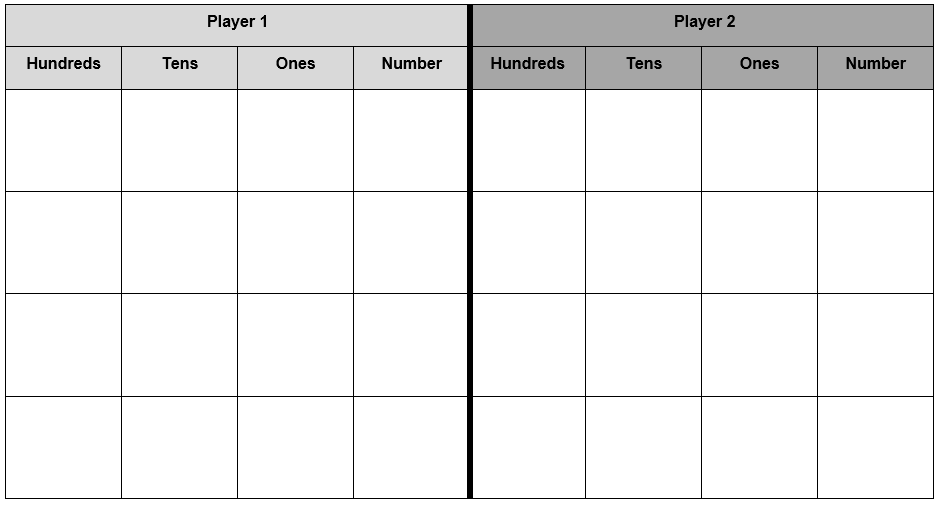 Player 1 Player 2
Hundreds Tens Ones Number Hundreds Tens Ones Number